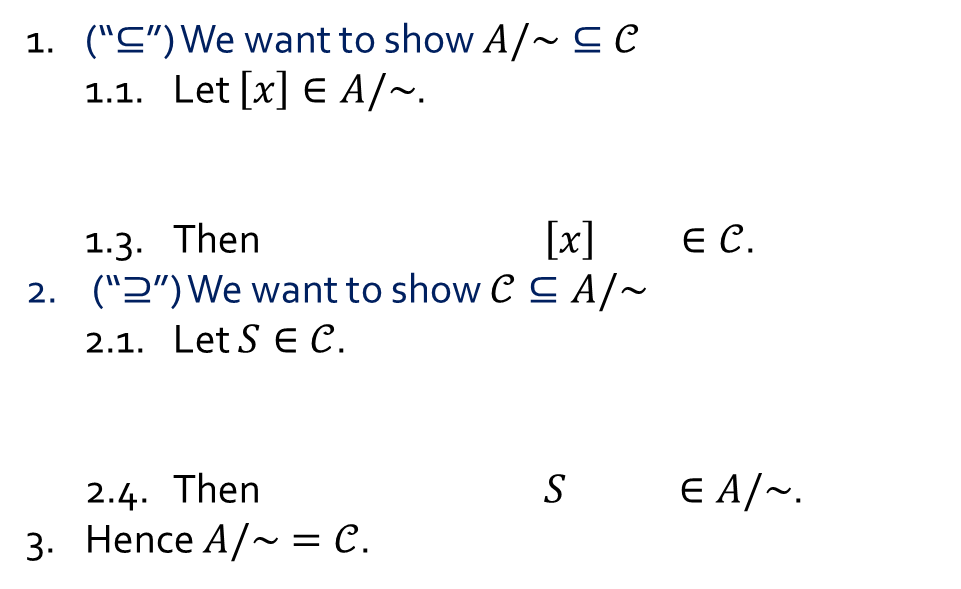 1. (“⊆”) We want to show 𝐴/~ ⊆ 𝒞
1.1. Let [𝑥] ∈ 𝐴/~.
1.3. Then [𝑥] ∈ 𝒞.
2. (“⊇”) We want to show 𝒞 ⊆ 𝐴/~
2.1. Let 𝑆 ∈ 𝒞.
2.4. Then 𝑆 ∈ 𝐴/~.
3. Hence 𝐴/~ = 𝒞.